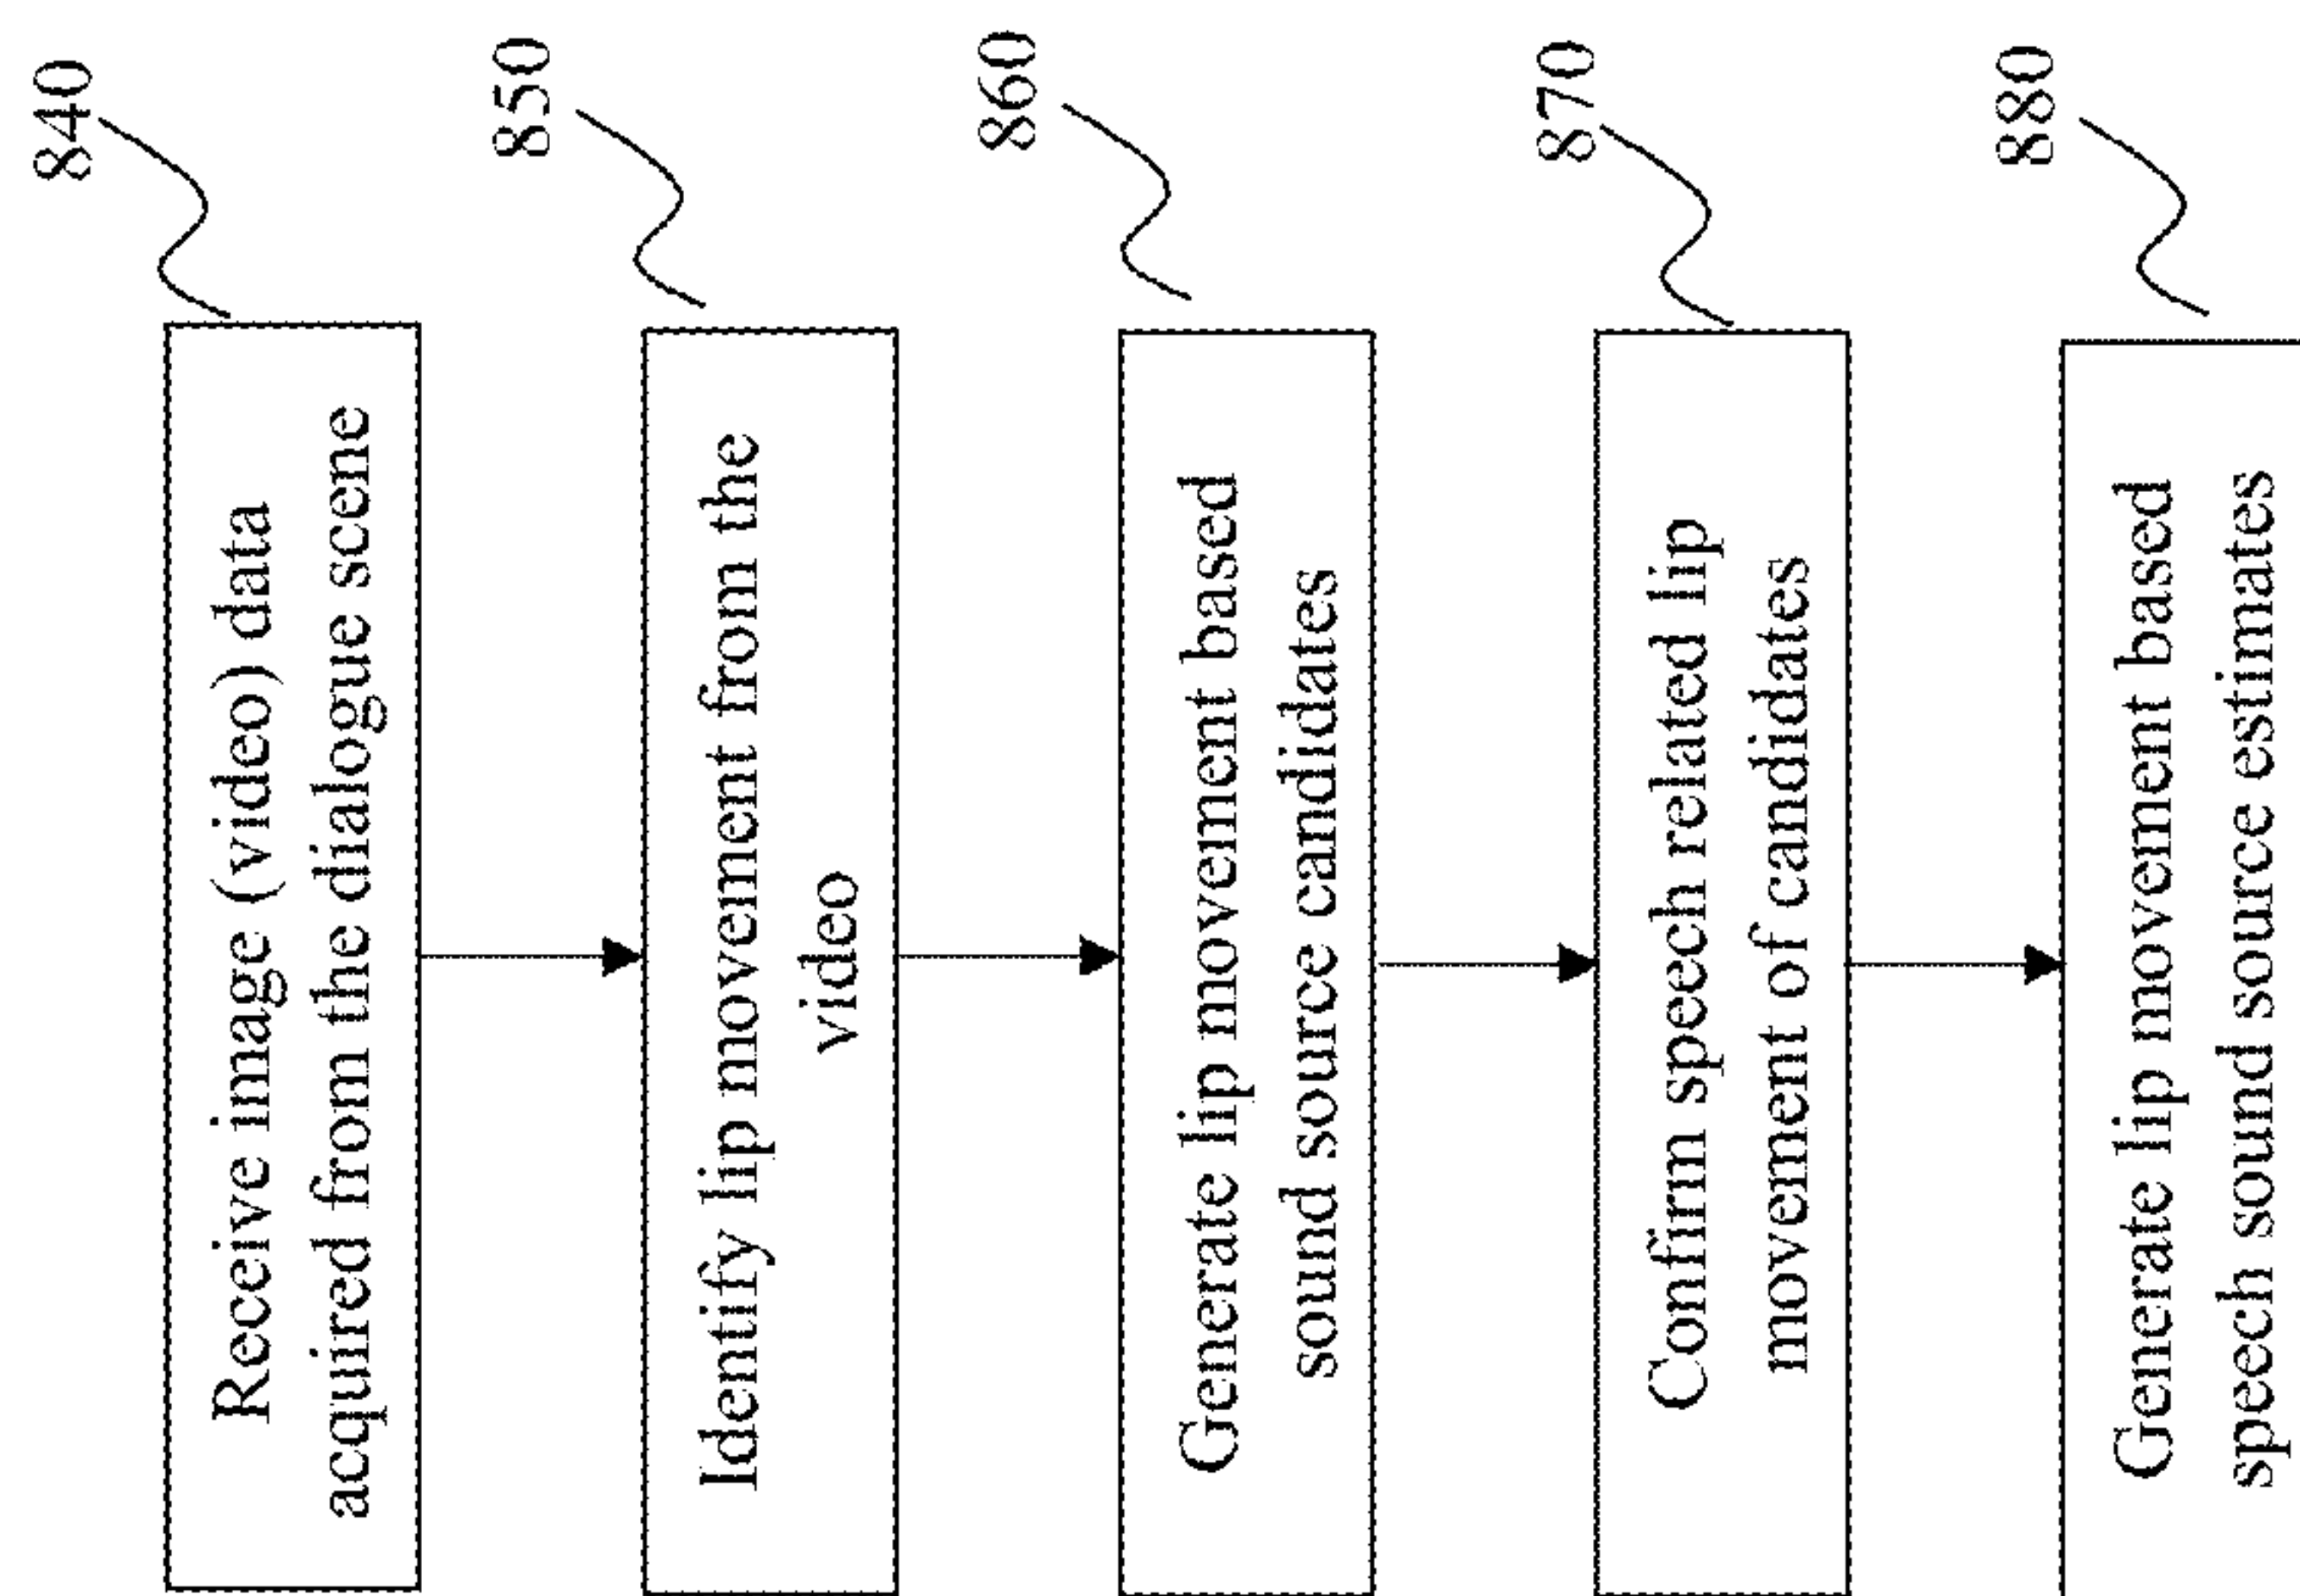 840
Receive image (video) data
acquired from the dialogue scene
850
Identify lip movement from the
video
860
Generate lip movement based
sound source candidates
870
Confirm speech related lip
movement of candidates
880
Generate lip movement based
speech sound source estimates